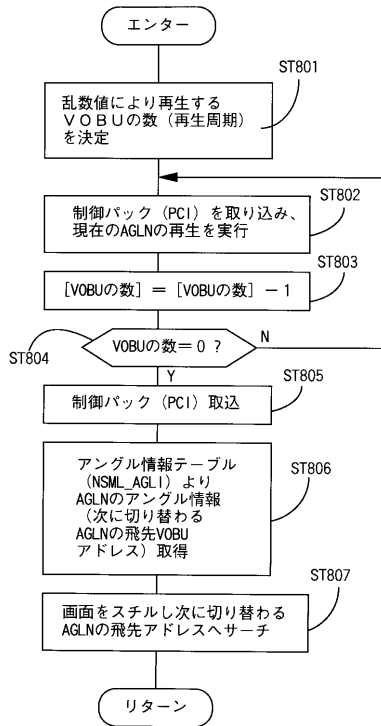 エンター
ST801
乱数値により再生する
VOBUの数（再生周期）
を決定
ST802
制御パック（PCI）を取り込み、
現在のAGLNの再生を実行
ST803
[VOBUの数] ＝ [VOBUの数] －1
VOBUの数＝0 ?
N
ST804
Y
ST805
制御パック（PCI）取込
アングル情報テーブル
（NSML_AGLI）より
AGLNのアングル情報
（次に切り替わる
AGLNの飛先VOBU
アドレス）取得
ST806
ST807
画面をスチルし次に切り替わる
AGLNの飛先アドレスへサーチ
リターン